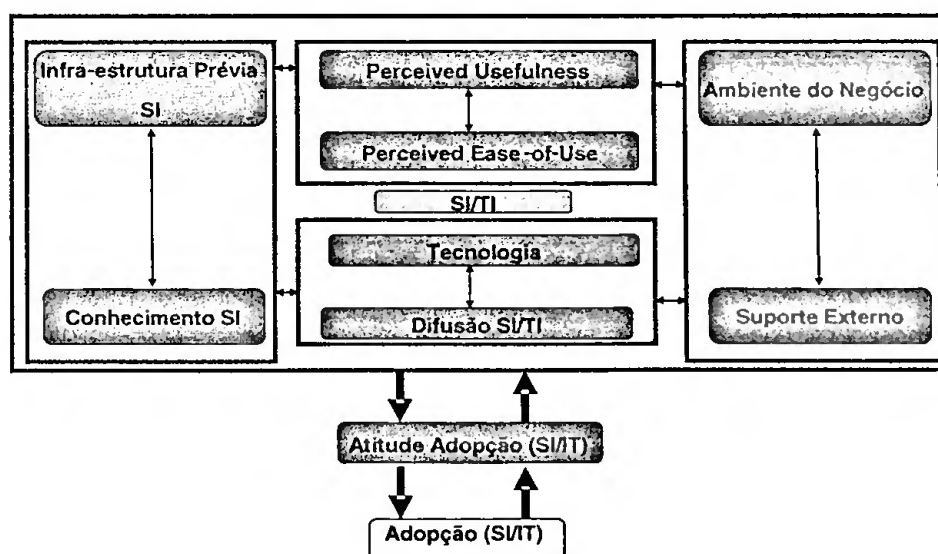 Infra-estrutura Prévia
SI
Conhecimento SI
Perceived Usefulness
Perceived Ease-of-Use
SI/TI
Tecnologia
Difusão SI/TI
Ambiente do Negócio
Suporte Externo
Atitude Adopção (SI/IT)
Adopção (SI/IT)